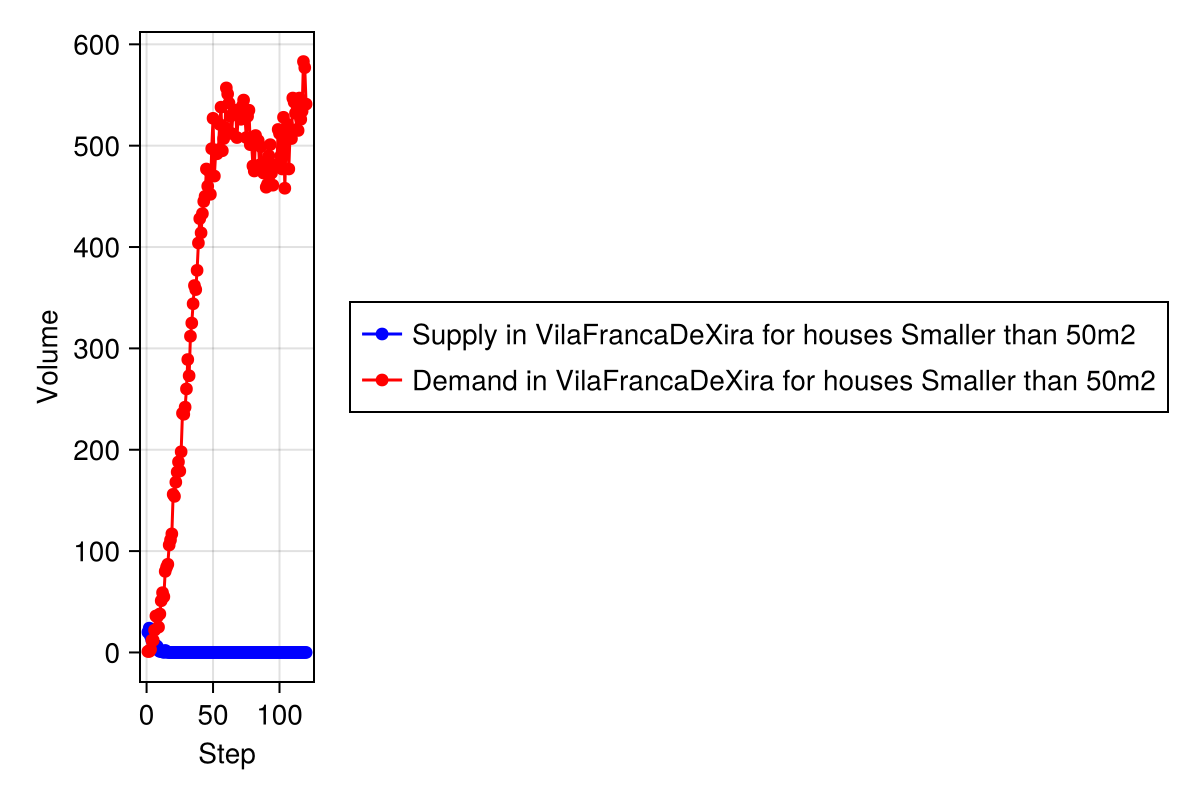 600
500
400
300
200
100
0
Volume
0 50 100
Step
Supply in VilaFrancaDeXira for houses Smaller than 50m2
Demand in VilaFrancaDeXira for houses Smaller than 50m2